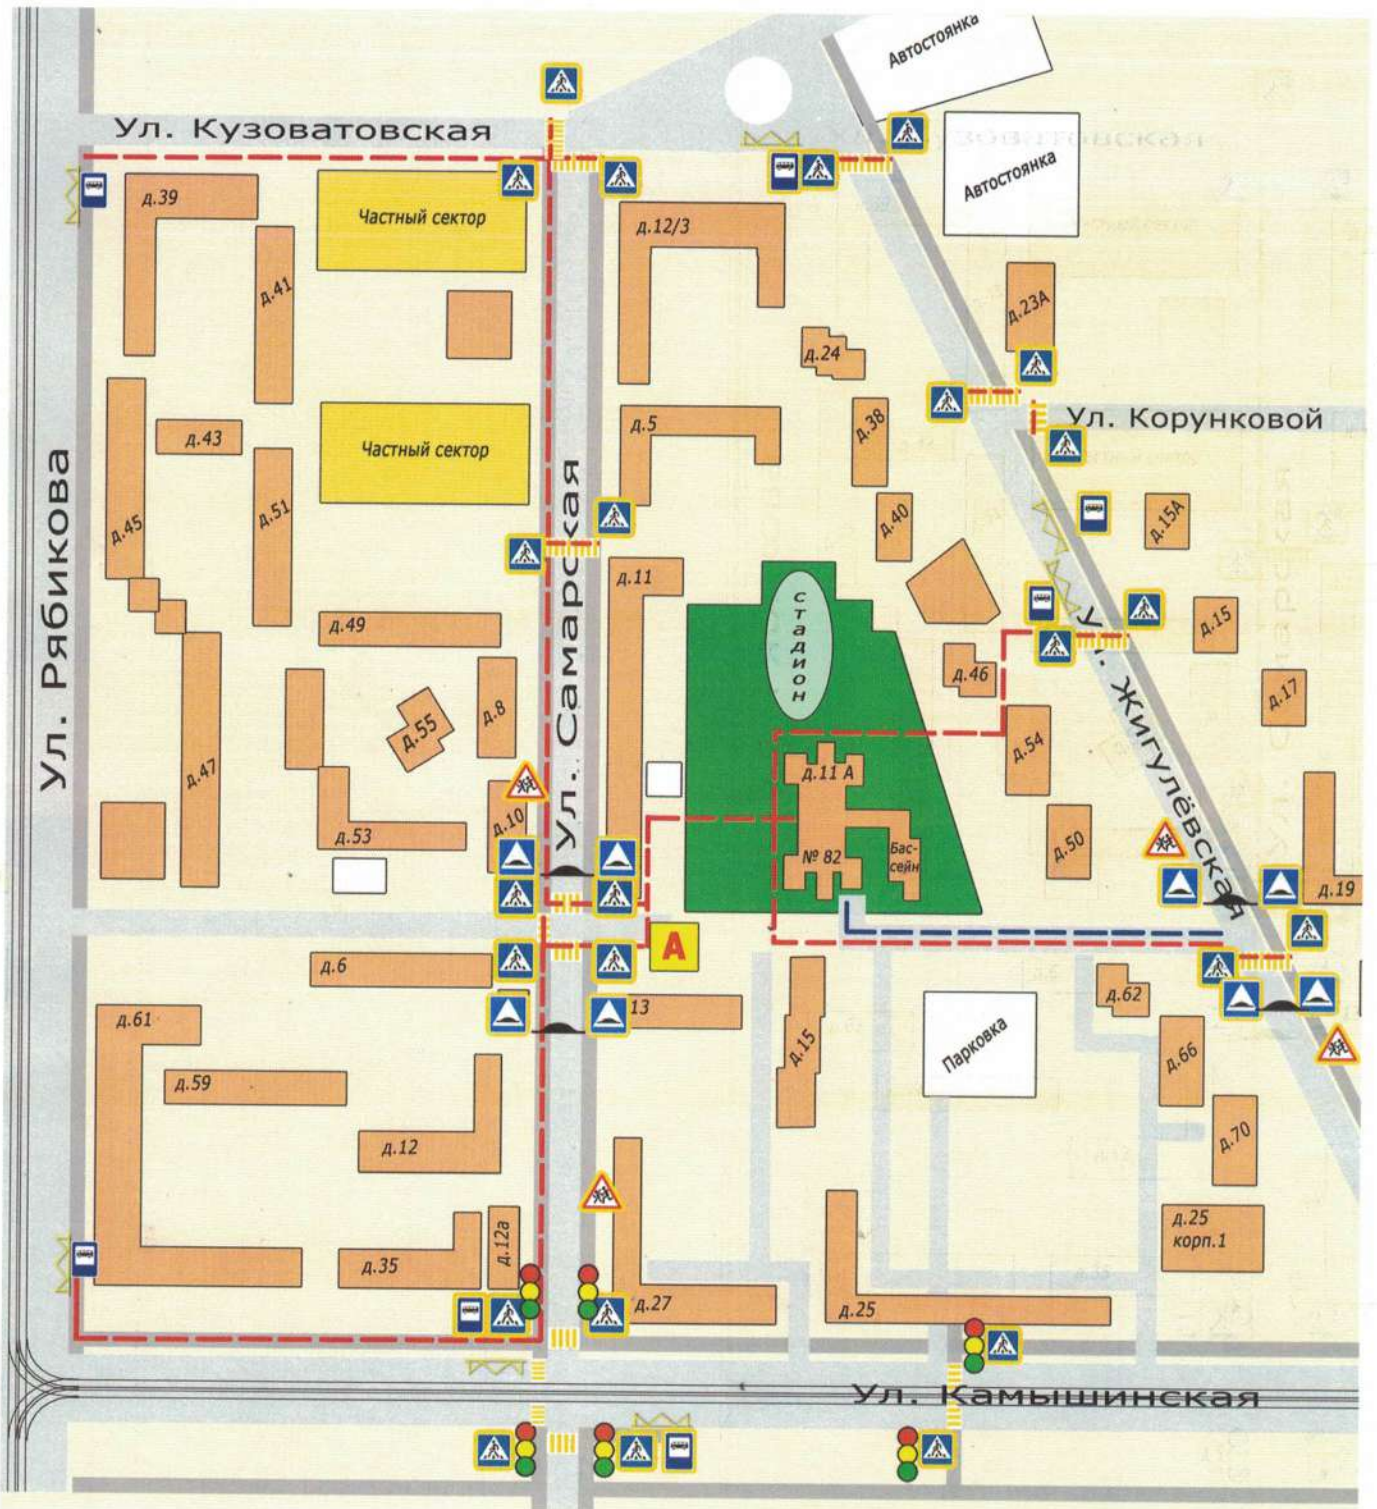 Автостоянка
Ул. Кузоватовская
Автостоянка
д.39
Частный сектор
д.12/3
д.41
д.23А
д.24
Ул. Корунковой
д.5
д.38
д.43
Частный сектор
д.45
д.51
д.40
д.15А
Ул. Рябикова
Ул. Самарская
д.11
СТАДИОН
д.49
д.15
д.46
д.17
д.8
д.55
д.54
Ул. Жигулёвская
д.47
д.11 А
д.10
д.53
д.50
№ 82
Бас-
сейн
д.19
А
д.6
д.62
13
д.61
д.15
Парковка
д.66
д.59
д.70
д.12
д.25
корп.1
д.12а
д.35
д.27
д.25
Ул. Камышинская